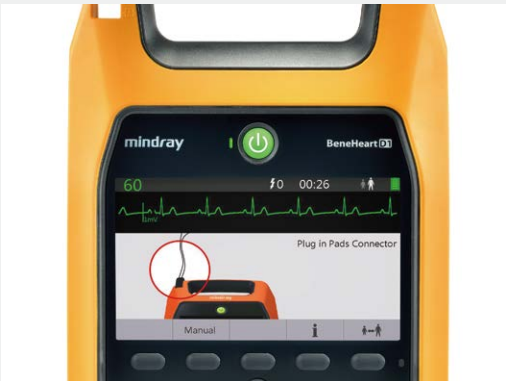 mindray
BeneHeart D1
60
0
00:26
1mV
Plug in Pads Connector
mindray
Manual
i